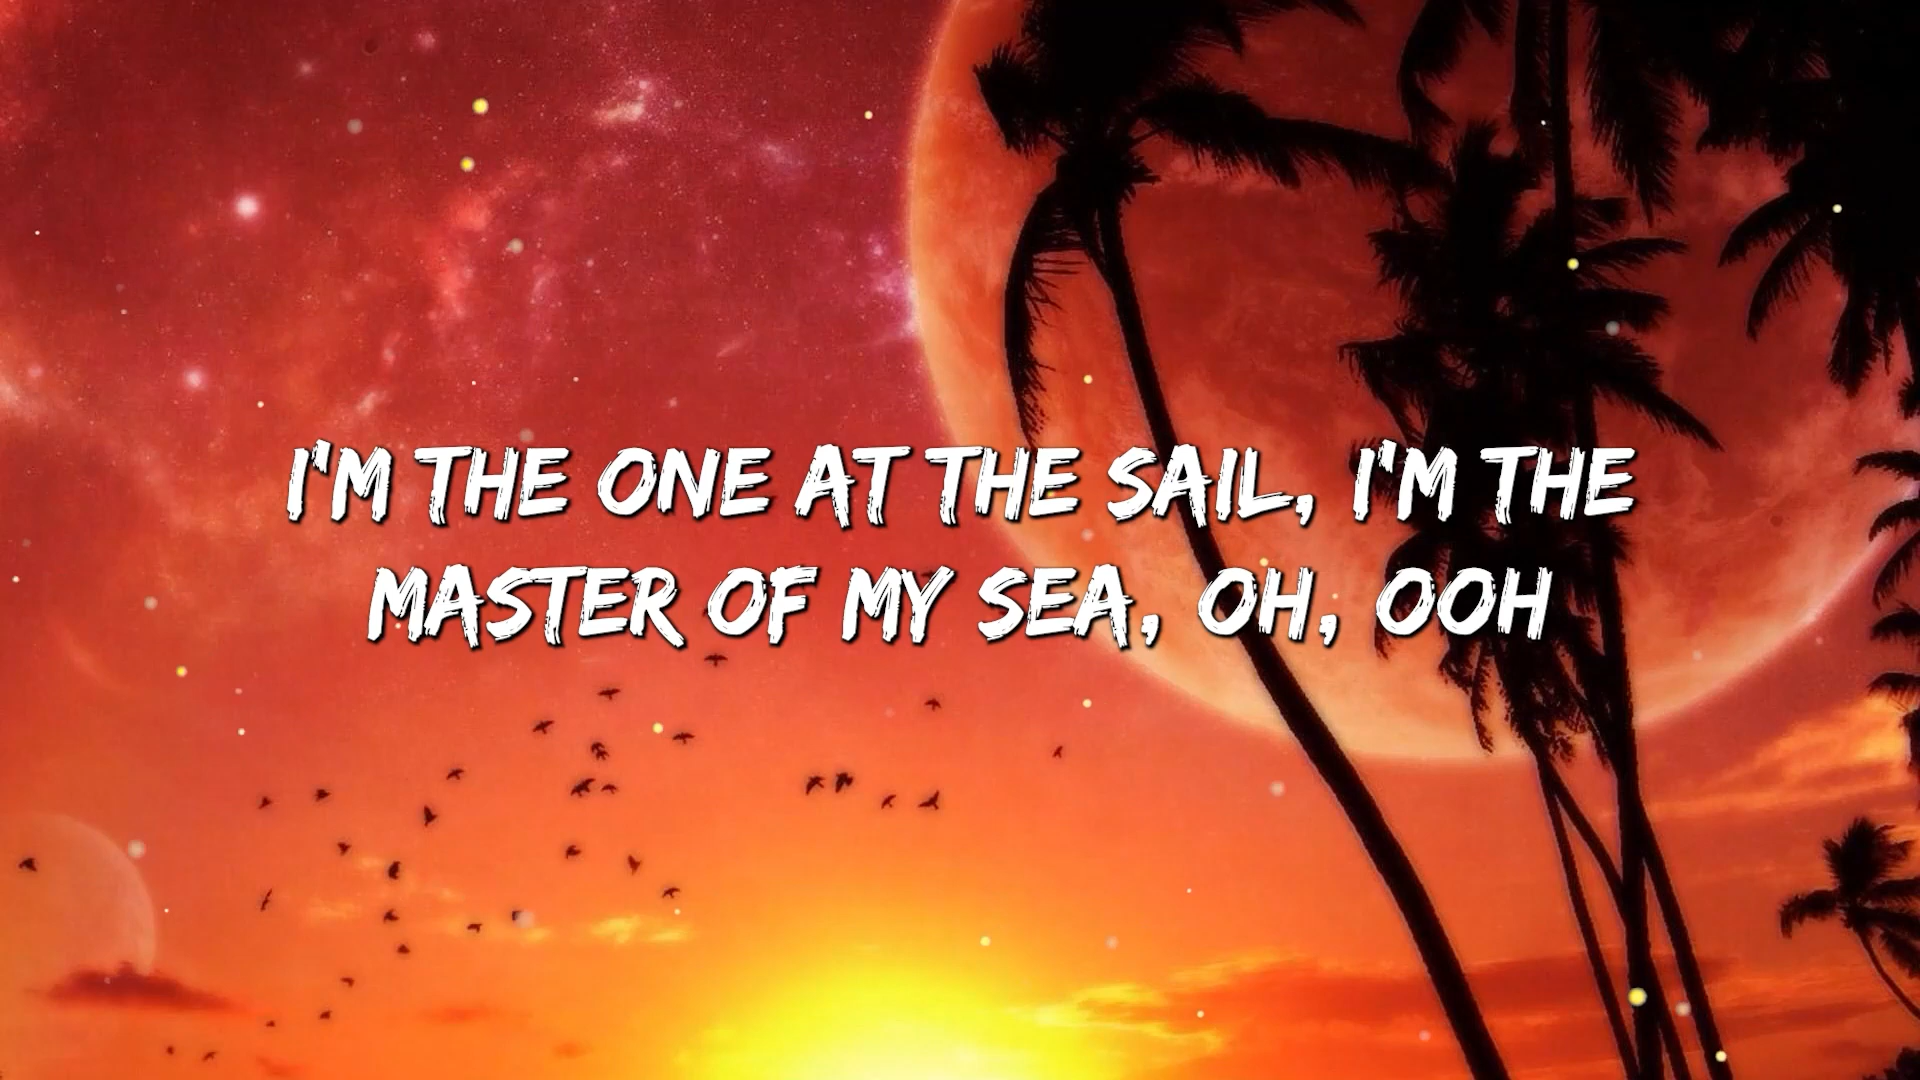 I'M THE ONE AT THE SAIL, I'M THE
MASTER OF MY SEA, OH, OOH